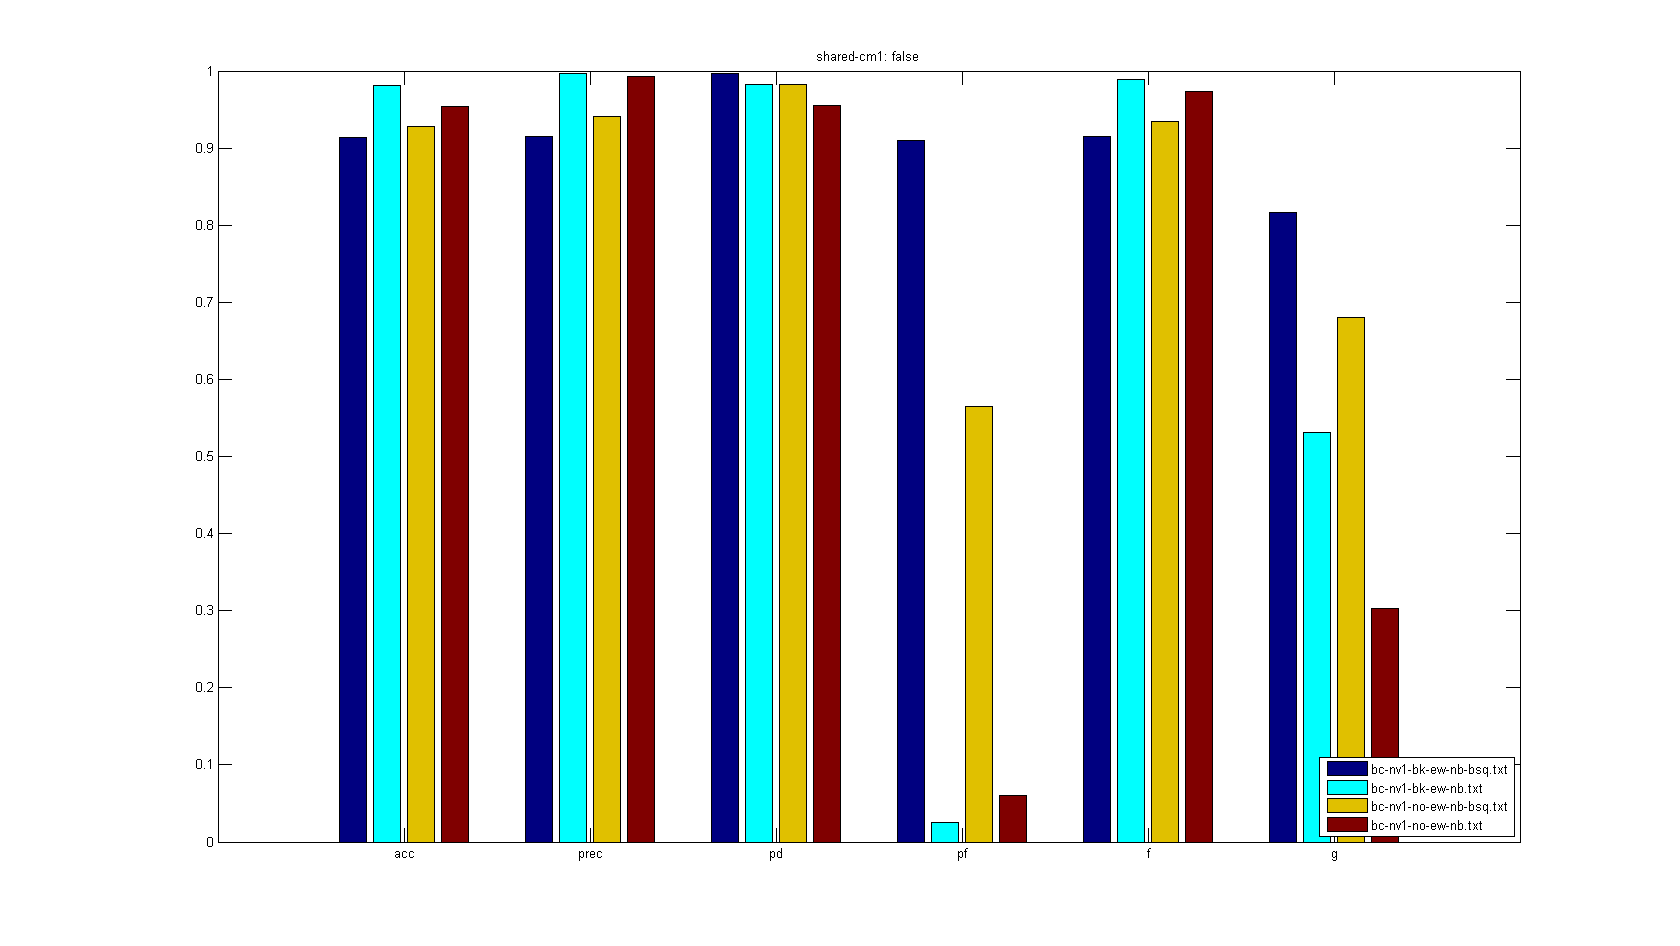 shared-cm1: false
1
0.9
0.8
0.7
0.6
0.5
0.4
0.3
0.2
0.1
0
acc prec pd pf f g
bc-nv1-bk-ew-nb-bsq.txt
bc-nv1-bk-ew-nb.txt
bc-nv1-no-ew-nb-bsq.txt
bc-nv1-no-ew-nb.txt